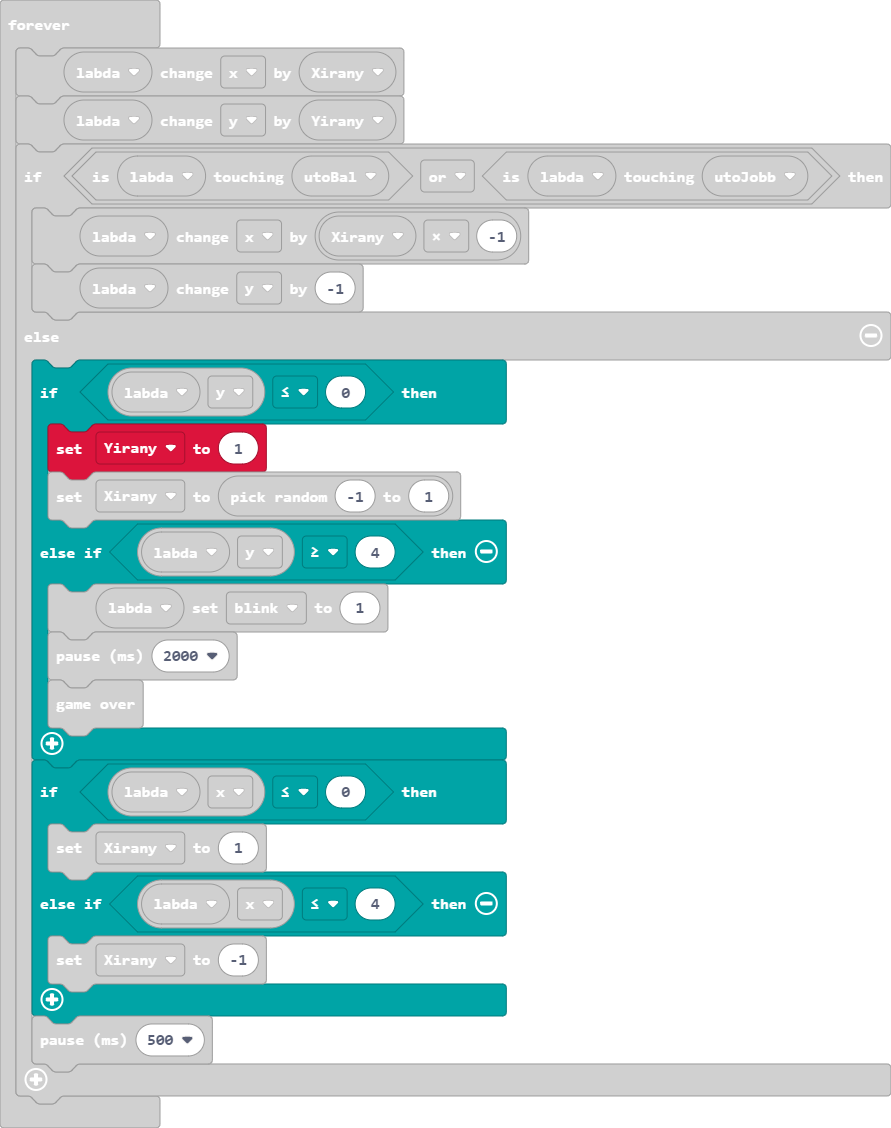 forever
labda change x by Xirany
labda change y by Yirany
if is labda touching utoBal or is labda touching utoJobb then
labda change x by Xirany × -1
labda change y by -1
else
if labda y ≤ 0 then
set Yirany to 1
set Xirany to pick random -1 to 1
else if labda y ≥ 4 then
labda set blink to 1
pause (ms) 2000
game over
if labda x ≤ 0 then
set Xirany to 1
else if labda x ≤ 4 then
set Xirany to -1
pause (ms) 500